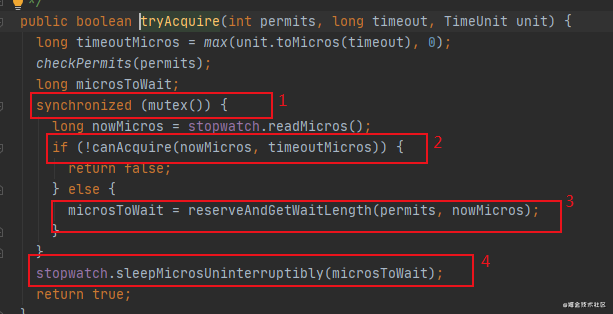 */
public boolean tryAcquire(int permits, long timeout, TimeUnit unit) {
long timeoutMicros = max(unit.toMicros(timeout), 0);
checkPermits(permits);
long microsToWait;
synchronized (mutex()) { 1
long nowMicros = stopwatch.readMicros();
if (!canAcquire(nowMicros, timeoutMicros)) { 2
return false;
} else {
microsToWait = reserveAndGetWaitLength(permits, nowMicros); 3
}
}
stopwatch.sleepMicrosUninterruptibly(microsToWait); 4
return true;
}
@稀土掘金技术社区